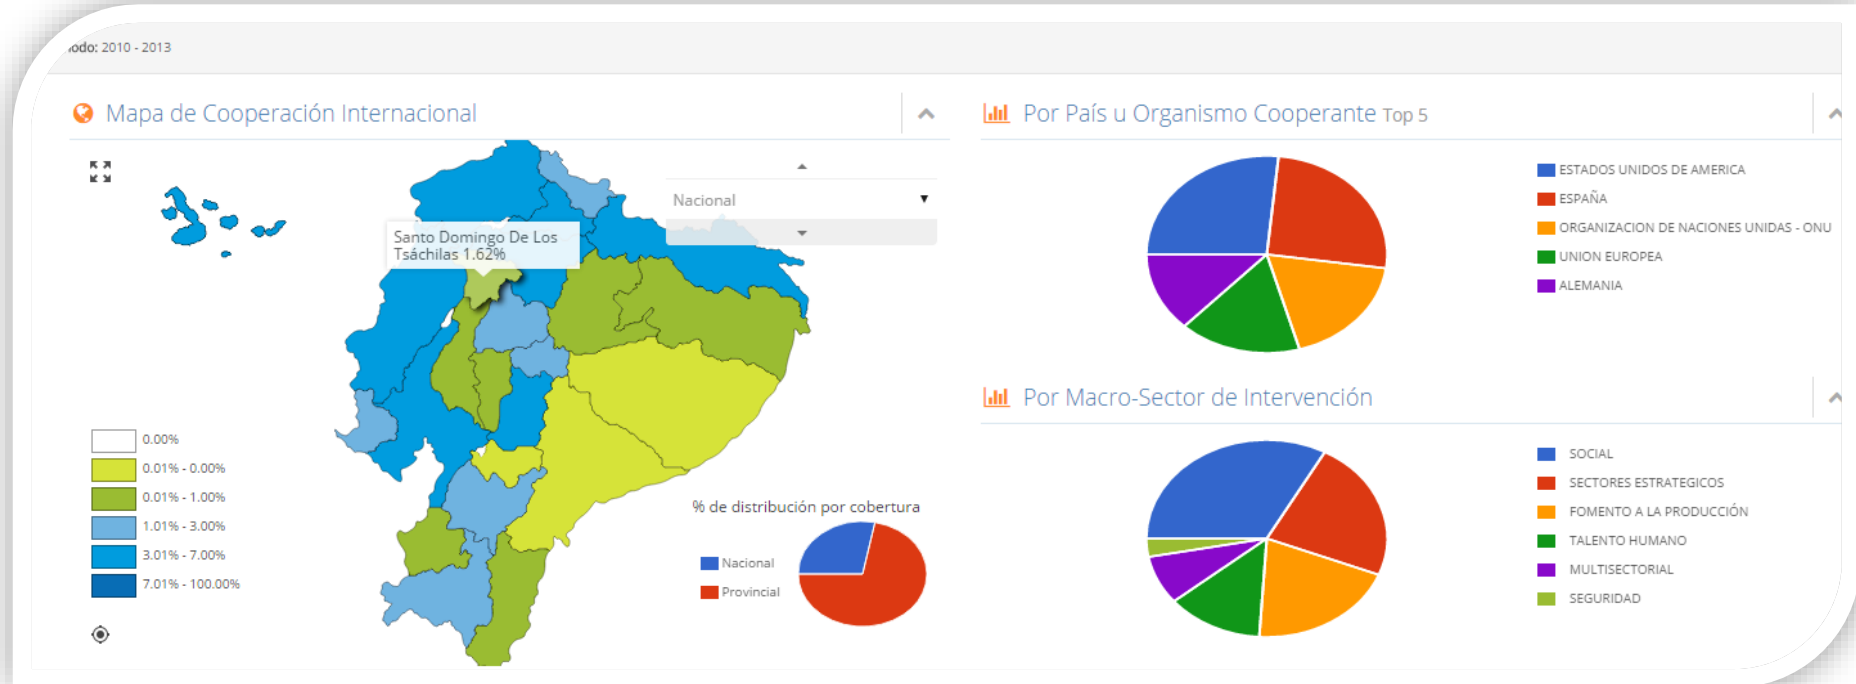 odo: 2010 - 2013
Mapa de Cooperación Internacional
Nacional
Santo Domingo De Los
Tsáchilas 1.62%
0.00%
0.01% - 0.00%
0.01% - 1.00%
1.01% - 3.00%
3.01% - 7.00%
7.01% - 100.00%
% de distribución por cobertura
Nacional
Provincial
Por País u Organismo Cooperante Top 5
ESTADOS UNIDOS DE AMERICA
ESPAÑA
ORGANIZACION DE NACIONES UNIDAS - ONU
UNION EUROPEA
ALEMANIA
Por Macro-Sector de Intervención
SOCIAL
SECTORES ESTRATEGICOS
FOMENTO A LA PRODUCCIÓN
TALENTO HUMANO
MULTISECTORIAL
SEGURIDAD